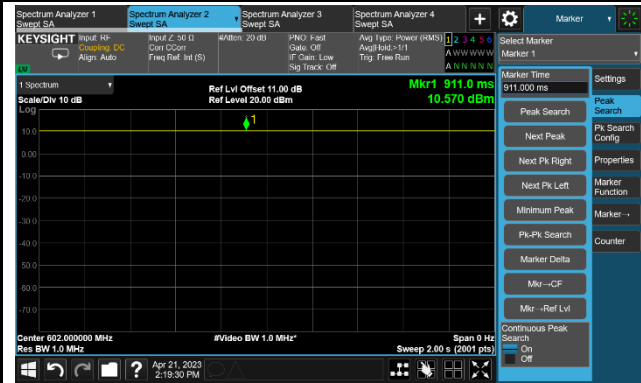 Spectrum Analyzer 1
Swept SA
Spectrum Analyzer 2
Swept SA
Spectrum Analyzer 3
Swept SA
Spectrum Analyzer 4
Swept SA
+
Marker
KEYSIGHT
Input: RF
Coupling: DC
Align: Auto
Input Z: 50 Ω
Corr CCorr
Freq Ref: Int (S)
#Atten: 20 dB
PNO: Fast
Gate: Off
IF Gain: Low
Sig Track: Off
Avg Type: Power (RMS)
Avg|Hold:>1/1
Trig: Free Run
1 2 3 4 5 6
A W W W W W
A N N N N N
Select Marker
Marker 1
LXI
1 Spectrum
Scale/Div 10 dB
Log
Ref Lvl Offset 11.00 dB
Ref Level 20.00 dBm
Mkr1 911.0 ms
10.570 dBm
1
10.0
0.00
-10.0
-20.0
-30.0
-40.0
-50.0
-60.0
-70.0
Center 602.000000 MHz
Res BW 1.0 MHz
#Video BW 1.0 MHz*
Span 0 Hz
Sweep 2.00 s (2001 pts)
Marker Time
911.000 ms
Peak Search
Next Peak
Next Pk Right
Next Pk Left
Minimum Peak
Pk-Pk Search
Marker Delta
Mkr→CF
Mkr→Ref Lvl
Continuous Peak
Search
On
Off
Settings
Peak
Search
Pk Search
Config
Properties
Marker
Function
Marker→
Counter
?
Apr 21, 2023
2:19:30 PM